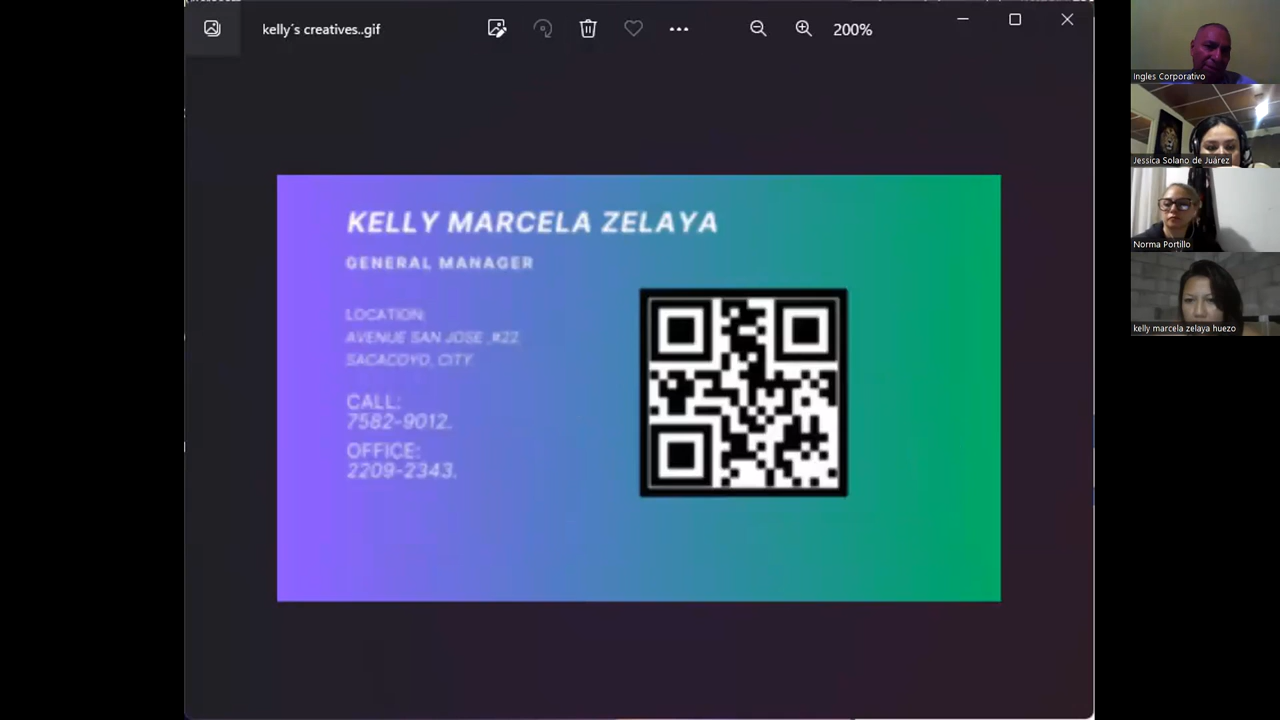 kelly´s creatives..gif
200%
KELLY MARCELA ZELAYA
GENERAL MANAGER
LOCATION:
AVENUE SAN JOSE ,#22
SACACOYO, CITY.
CALL:
7582-9012.
OFFICE:
2209-2343.
Ingles Corporativo
Jessica Solano de Juárez
Norma Portillo
kelly marcela zelaya huezo